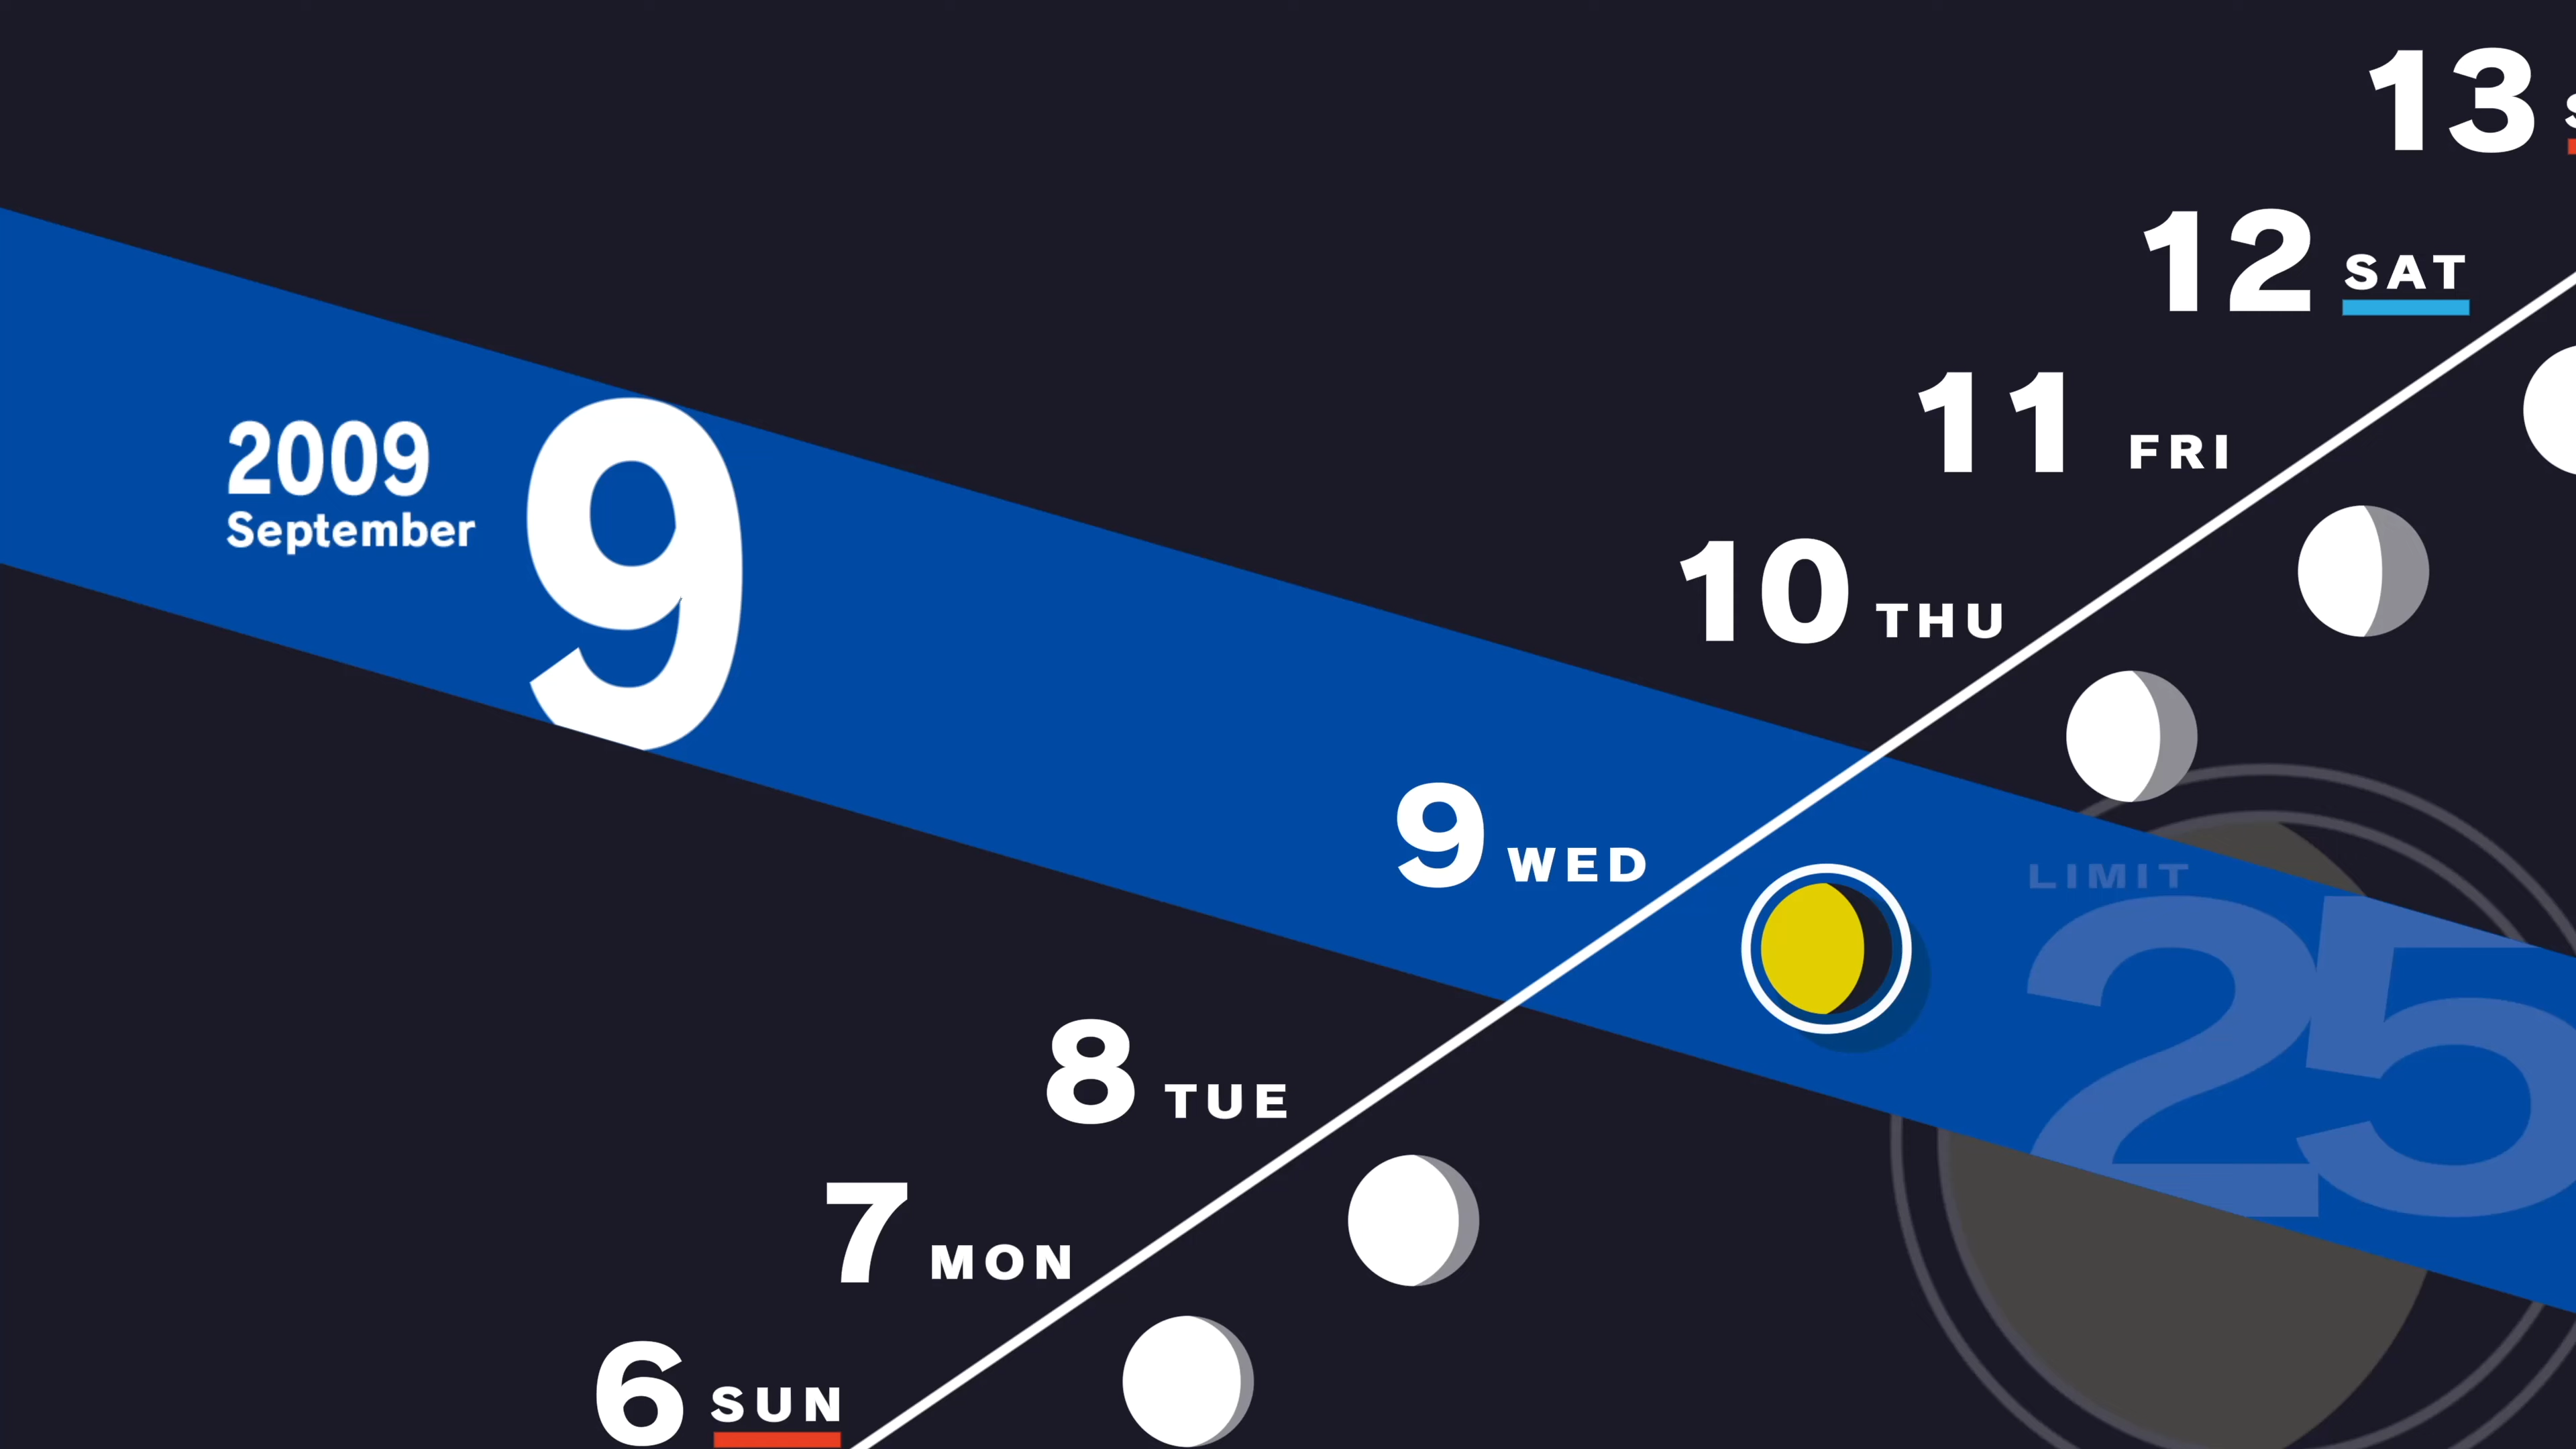 2009
September
9
13
12 SAT
11 FRI
10 THU
9 WED
8 TUE
7 MON
6 SUN
LIMIT
25